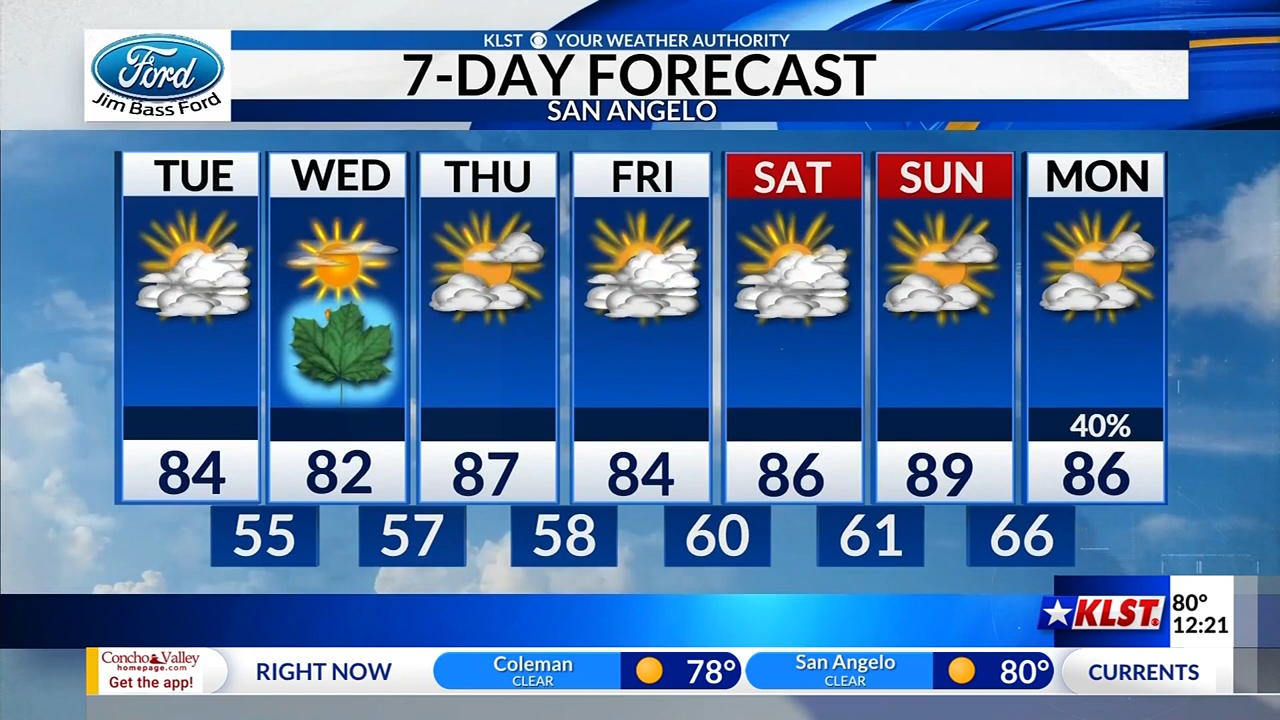 Ford
Jim Bass Ford
KLST YOUR WEATHER AUTHORITY
7-DAY FORECAST
SAN ANGELO
TUE WED THU FRI SAT SUN MON
40%
84 82 87 84 86 89 86
55 57 58 60 61 66
KLST
80°
12:21
Concho Valley
homepage.com
Get the app!
RIGHT NOW
Coleman
CLEAR
78°
San Angelo
CLEAR
80°
CURRENTS